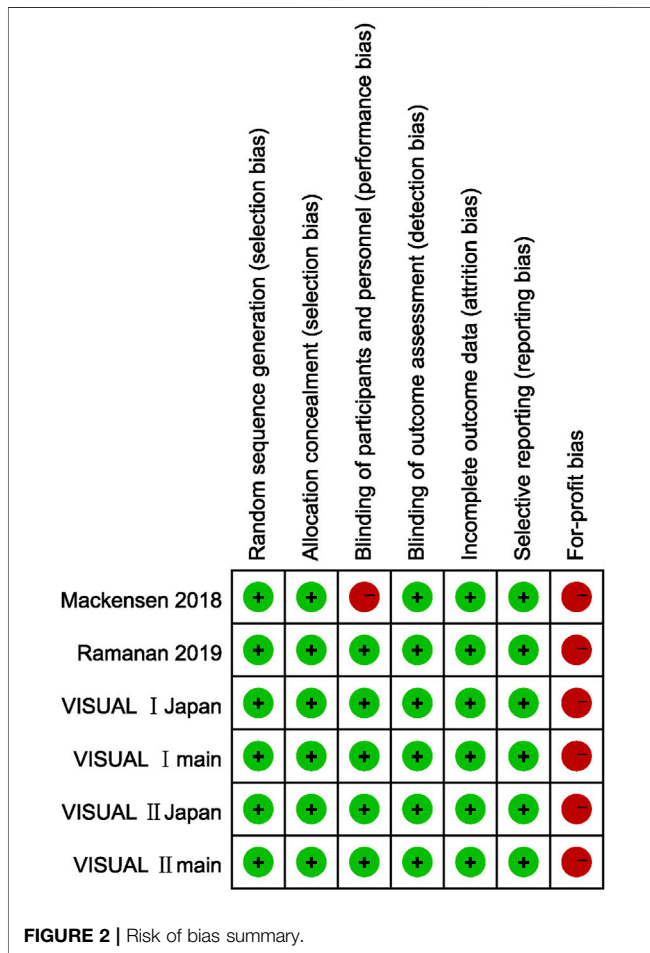 Random sequence generation (selection bias)
Allocation concealment (selection bias)
Blinding of participants and personnel (performance bias)
Blinding of outcome assessment (detection bias)
Incomplete outcome data (attrition bias)
Selective reporting (reporting bias)
For-profit bias
Mackensen 2018 + + − + + + −
Ramanan 2019 + + + + + + −
VISUAL Ⅰ Japan + + + + + + −
VISUAL Ⅰ main + + + + + + −
VISUAL Ⅱ Japan + + + + + + −
VISUAL Ⅱ main + + + + + + −
FIGURE 2 | Risk of bias summary.